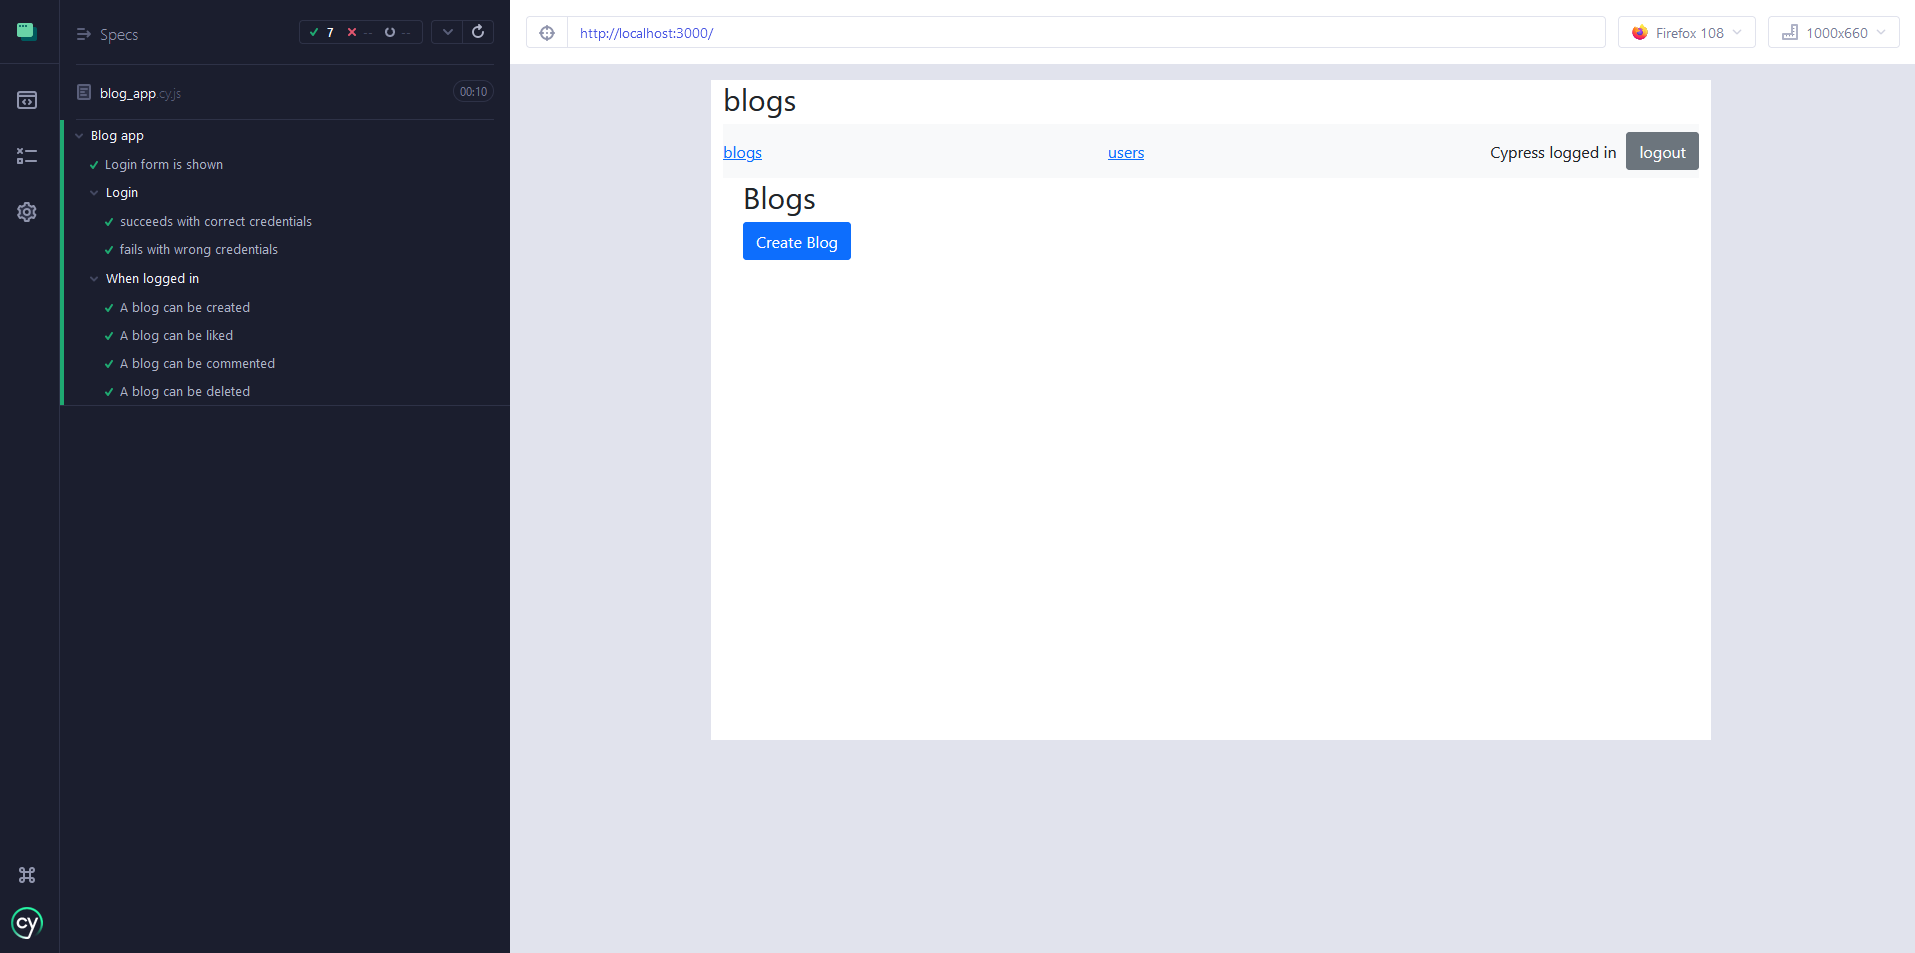 Specs
7 -- --
blog_app.cy.js
00:10
Blog app
Login form is shown
Login
succeeds with correct credentials
fails with wrong credentials
When logged in
A blog can be created
A blog can be liked
A blog can be commented
A blog can be deleted
cy
http://localhost:3000/
Firefox 108
1000x660
blogs
blogs users Cypress logged in logout
Blogs
Create Blog